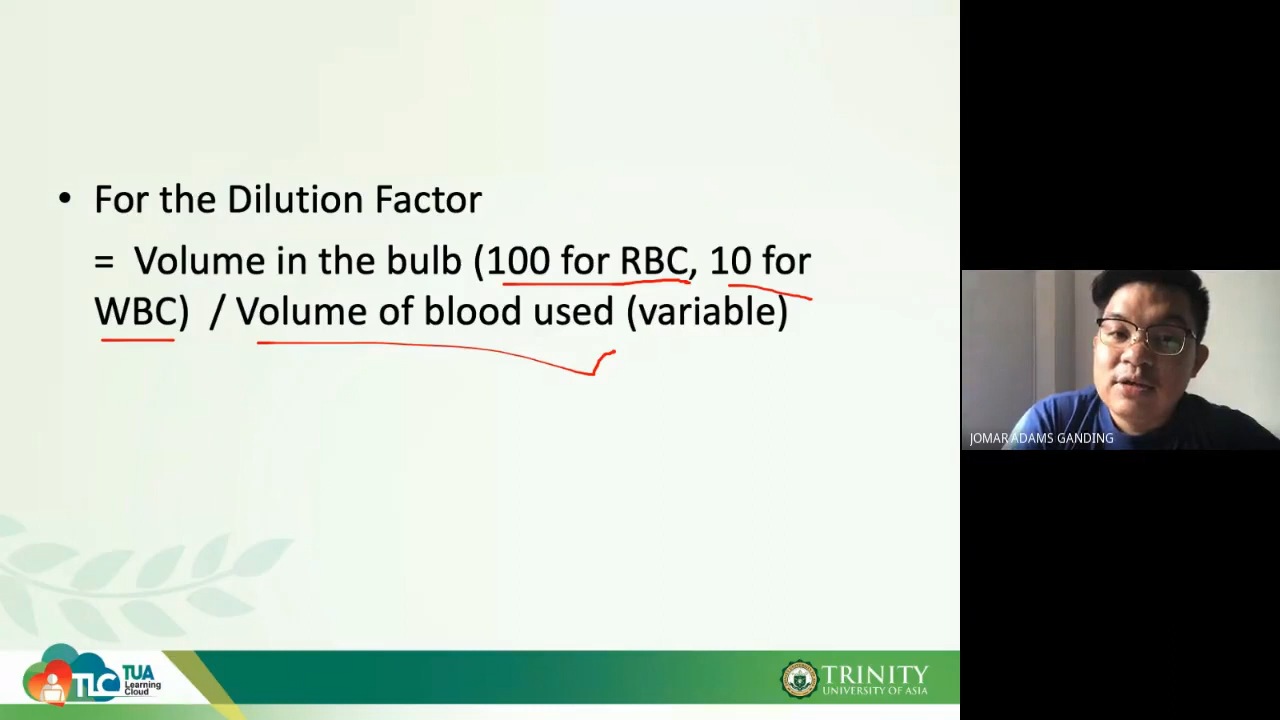 • For the Dilution Factor
= Volume in the bulb (100 for RBC, 10 for
WBC) / Volume of blood used (variable)
JOMAR ADAMS GANDING
TLC TUA
Learning
Cloud
TRINITY
UNIVERSITY OF ASIA